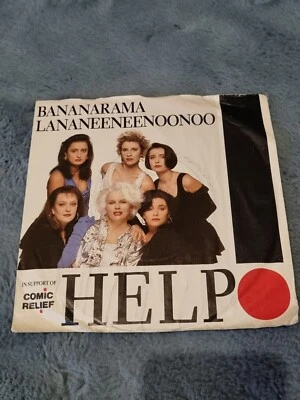 BANANARAMA
LANANEENEENOONOO
IN SUPPORT OF
COMIC
RELIEF
HELP